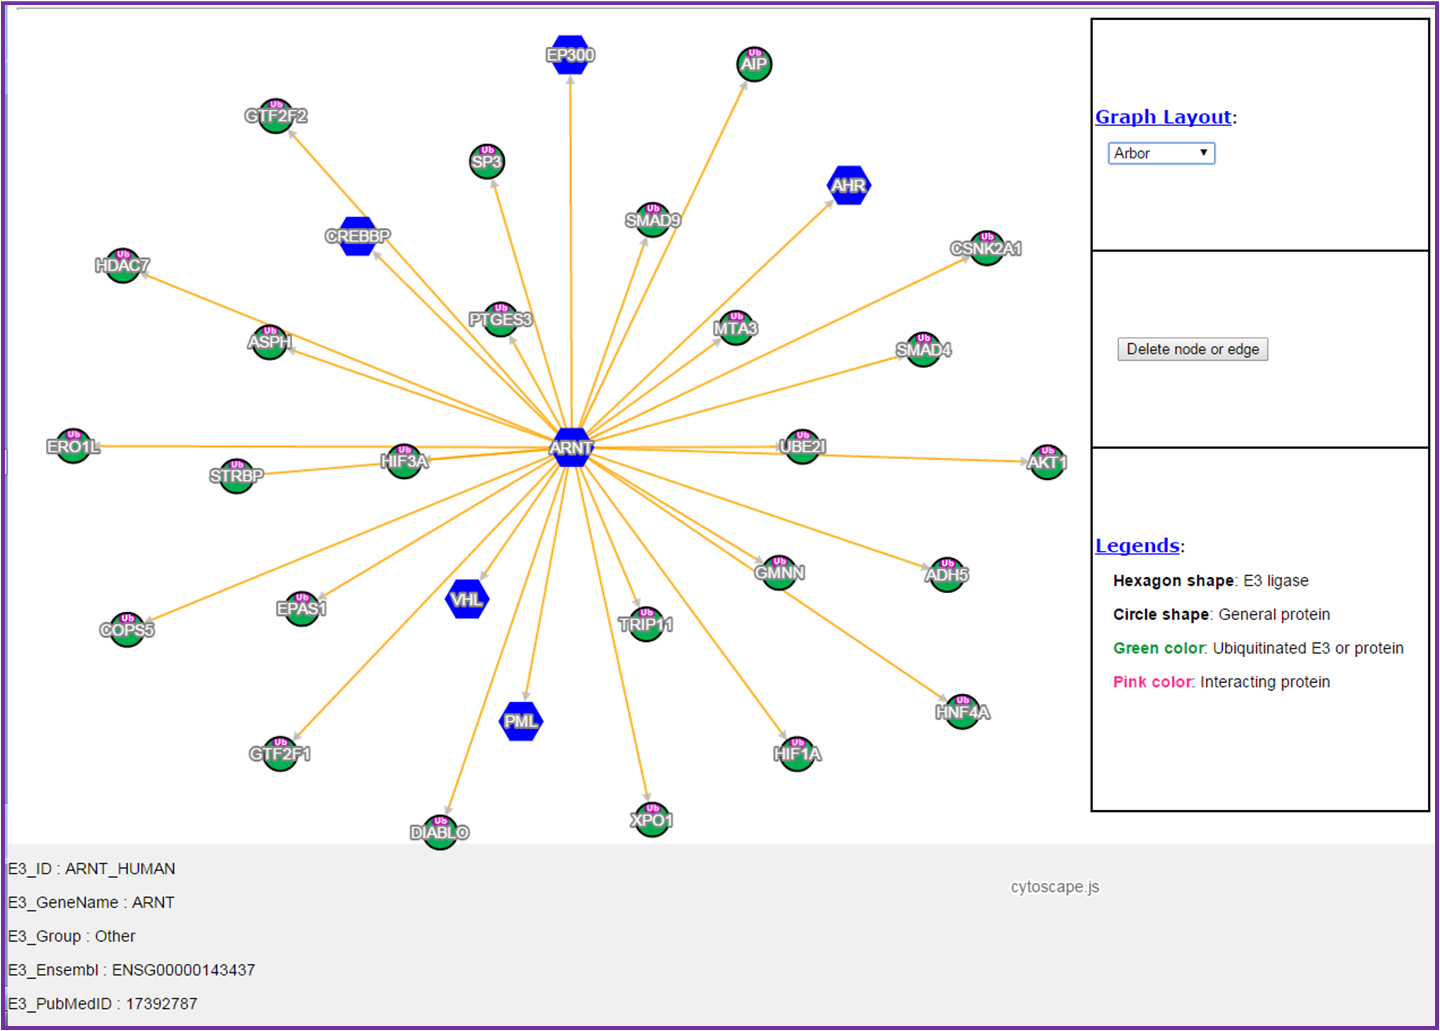 EP300
Ub
AIP
Ub
GTF2F2
Ub
SP3
AHR
Ub
SMAD9
CREBBP
Ub
CSNK2A1
Ub
HDAC7
Ub
PTGES3
Ub
MTA3
Ub
ASPH
Ub
SMAD4
Ub
ERO1L
ARNT
Ub
UBE2I
Ub
HIF3A
Ub
AKT1
Ub
STRBP
Ub
GMNN
Ub
ADH5
VHL
Ub
EPAS1
Ub
TRIP11
Ub
COPS5
Ub
HNF4A
PML
Ub
GTF2F1
Ub
HIF1A
Ub
XPO1
Ub
DIABLO
Graph Layout:
Arbor
Delete node or edge
Legends:
Hexagon shape: E3 ligase
Circle shape: General protein
Green color: Ubiquitinated E3 or protein
Pink color: Interacting protein
E3_ID : ARNT_HUMAN
cytoscape.js
E3_GeneName : ARNT
E3_Group : Other
E3_Ensembl : ENSG00000143437
E3_PubMedID : 17392787